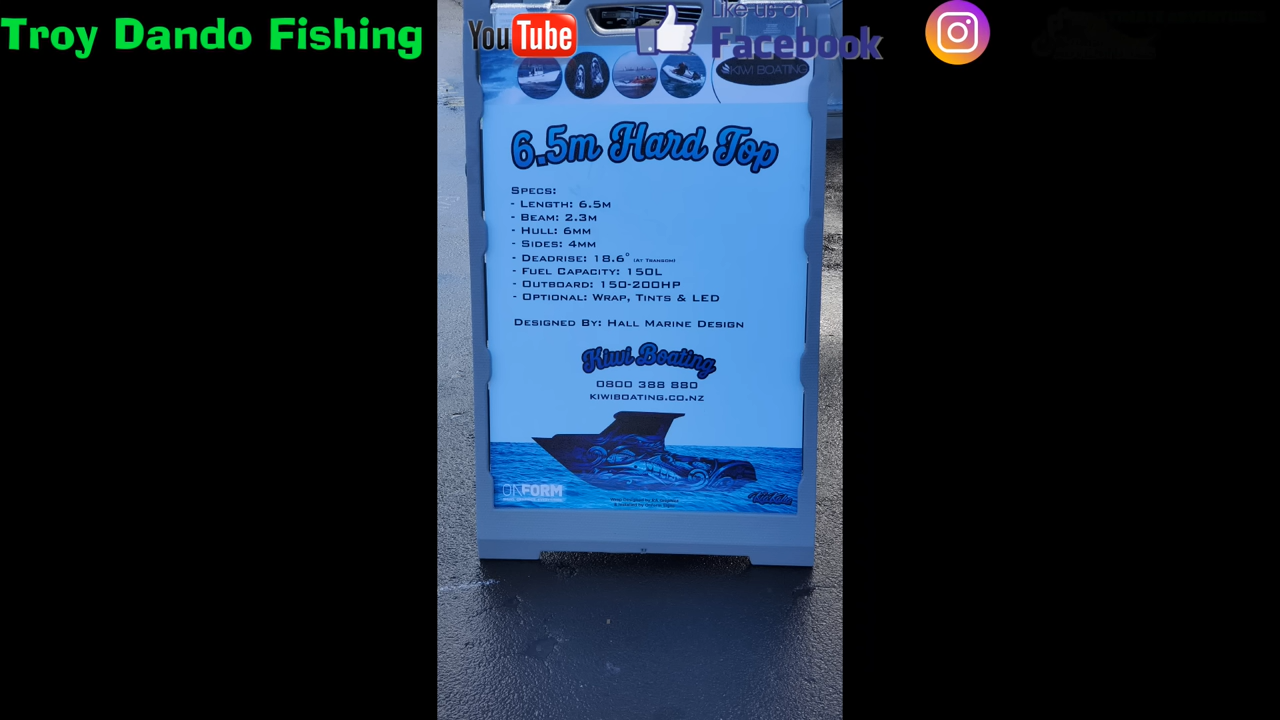 Troy Dando Fishing
YouTube
Like us on
Facebook
KIWI BOATING
6.5m Hard Top
SPECS:
- LENGTH: 6.5M
- BEAM: 2.3M
- HULL: 6MM
- SIDES: 4MM
- DEADRISE: 18.6° (AT TRANSOM)
- FUEL CAPACITY: 150L
- OUTBOARD: 150-200HP
- OPTIONAL: WRAP, TINTS & LED
DESIGNED BY: HALL MARINE DESIGN
Kiwi Boating
0800 388 880
KIWIBOATING.CO.NZ
ONFORM